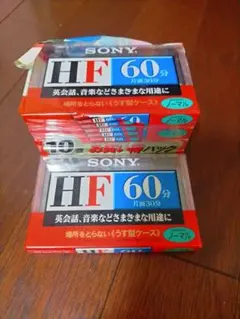 SONY
HF 60分
片面30分
英会話、音楽などさまざまな用途に
場所をとらない〈うす型ケース〉 ノーマル
HF
10巻 お買い得パック
SONY
HF 60分
片面30分
英会話、音楽などさまざまな用途に
場所をとらない〈うす型ケース〉 ノーマル